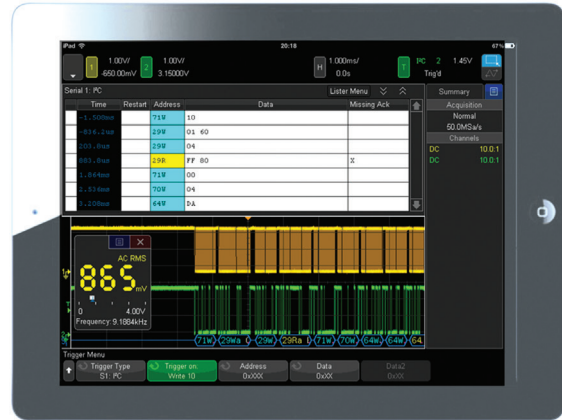 iPad 20:18 67%
1 1.00V/ 2 1.00V/ H 1.000ms/ T I²C 2 1.45V
-650.00mV 3.15000V 0.0s Trig'd
Serial 1: I²C Lister Menu Summary
Time Restart Address Data Missing Ack
Acquisition
Normal
50.0MSa/s
Channels
DC 10.0:1
DC 10.0:1
-1.500ms 71W 10
-836.2us 29W 01 60
203.8us 29W 04
883.8us 29R FF 80 X
1.864ms 71W 00
2.536ms 70W 04
3.208ms 64W DA
AC RMS
865 mV
0 4.00V
Frequency: 9.1884kHz
71W 29Wa 29W 29Ra 71W 70W 64W 64W 64
Trigger Menu
Trigger Type Trigger on: Address Data Data2
S1: I²C Write 10 0xXX 0xXX 0xXX